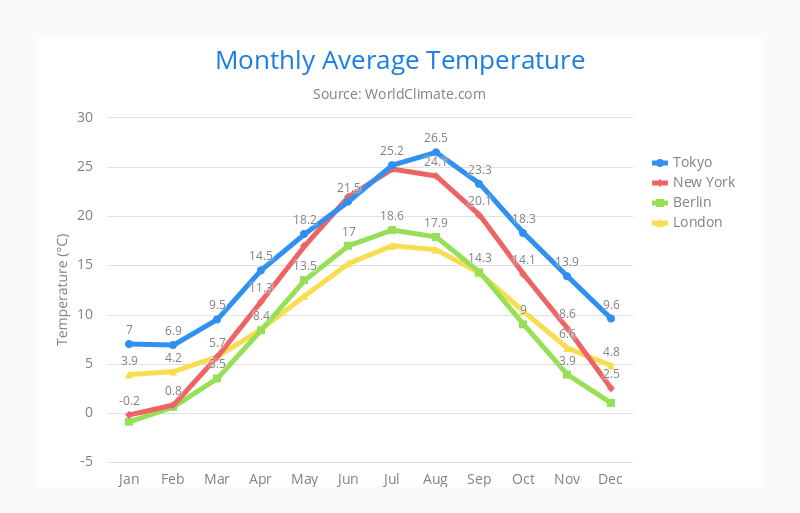 Monthly Average Temperature
Source: WorldClimate.com
Temperature (°C)
30
25
20
15
10
5
0
-5
7 6.9 9.5 14.5 18.2 21.5 25.2 26.5 23.3 18.3 13.9 9.6
-0.2 0.8 5.7 11.3 24.1 20.1 14.1 8.6 2.5
3.5 8.4 13.5 17 18.6 17.9 14.3 9 3.9
3.9 4.2 6.6 4.8
Jan Feb Mar Apr May Jun Jul Aug Sep Oct Nov Dec
Tokyo
New York
Berlin
London